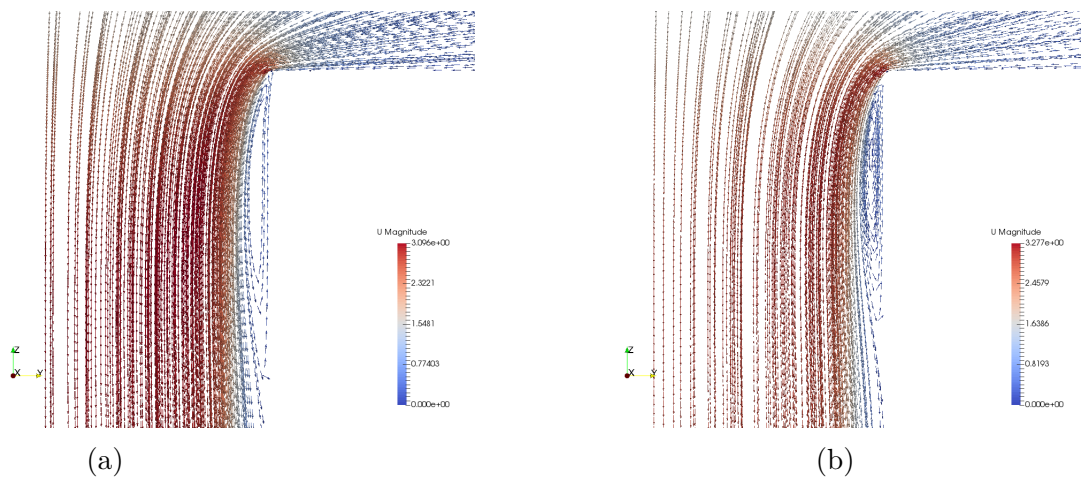 U Magnitude
3.096e+00
2.3221
1.5481
0.77403
0.000e+00
Z
X
Y
(a)
U Magnitude
3.277e+00
2.4579
1.6386
0.8193
0.000e+00
Z
X
Y
(b)